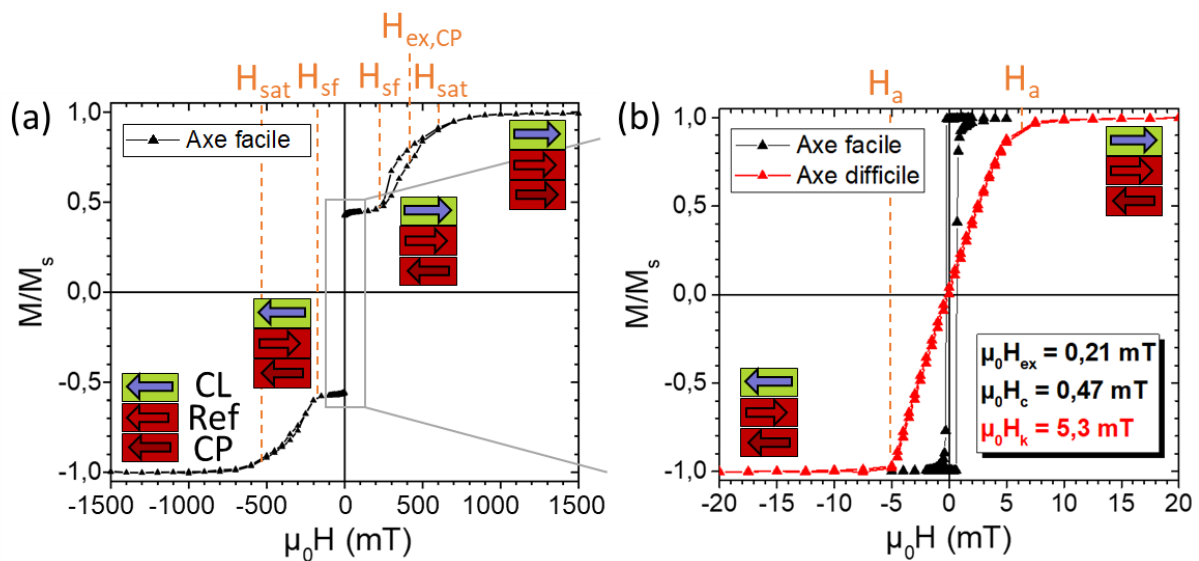 H_ex,CP
H_sat H_sf H_sf H_sat
(a)
Axe facile
M/M_s
1,0
0,5
0,0
-0,5
-1,0
CL
Ref
CP
-1500 -1000 -500 0 500 1000 1500
μ₀H (mT)
H_a H_a
(b)
Axe facile
Axe difficile
M/M_s
1,0
0,5
0,0
-0,5
-1,0
μ₀H_ex = 0,21 mT
μ₀H_c = 0,47 mT
μ₀H_k = 5,3 mT
-20 -15 -10 -5 0 5 10 15 20
μ₀H (mT)